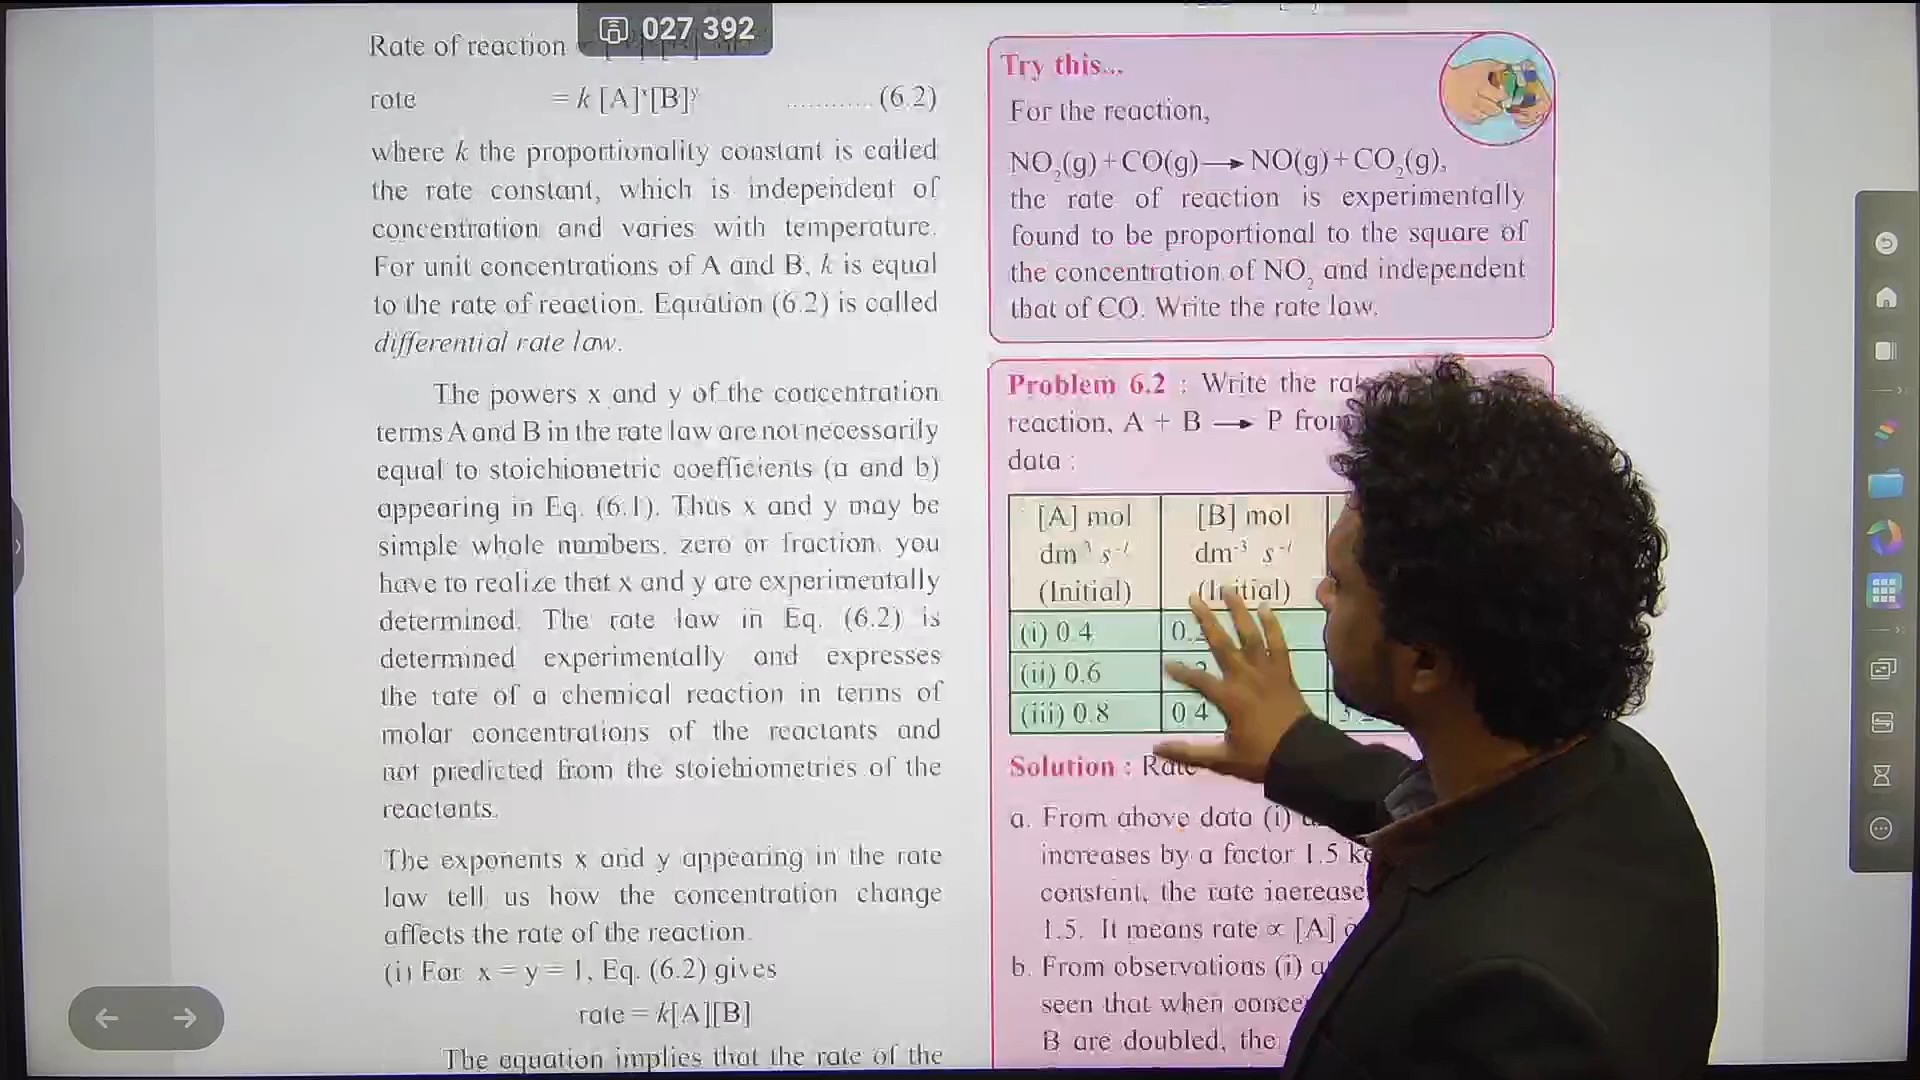 027 392
Rate of reaction
rate = k [A]ˣ[B]ʸ ........... (6.2)
where k the proportionality constant is called
the rate constant, which is independent of
concentration and varies with temperature.
For unit concentrations of A and B, k is equal
to the rate of reaction. Equation (6.2) is called
differential rate law.
The powers x and y of the concentration
terms A and B in the rate law are not necessarily
equal to stoichiometric coefficients (a and b)
appearing in Eq. (6.1). Thus x and y may be
simple whole numbers, zero or fraction, you
have to realize that x and y are experimentally
determined. The rate law in Eq. (6.2) is
determined experimentally and expresses
the rate of a chemical reaction in terms of
molar concentrations of the reactants and
not predicted from the stoichiometries of the
reactants.
The exponents x and y appearing in the rate
law tell us how the concentration change
affects the rate of the reaction.
(i) For x = y = 1, Eq. (6.2) gives
rate = k[A][B]
The equation implies that the rate of the
Try this...
For the reaction,
NO₂(g) + CO(g) ⟶ NO(g) + CO₂(g),
the rate of reaction is experimentally
found to be proportional to the square of
the concentration of NO₂ and independent
that of CO. Write the rate law.
Problem 6.2 : Write the
reaction, A + B ⟶ P from
data :
[A] mol [B] mol
dm⁻³ s⁻¹ dm⁻³ s⁻¹
(Initial) (Initial)
(i) 0.4
(ii) 0.6
(iii) 0.8 0.4
Solution : Rate
a. From above data (i)
increases by a factor 1.5
constant, the rate
1.5. It means rate ∝ [A]
b. From observations (i)
seen that when
B are doubled, the